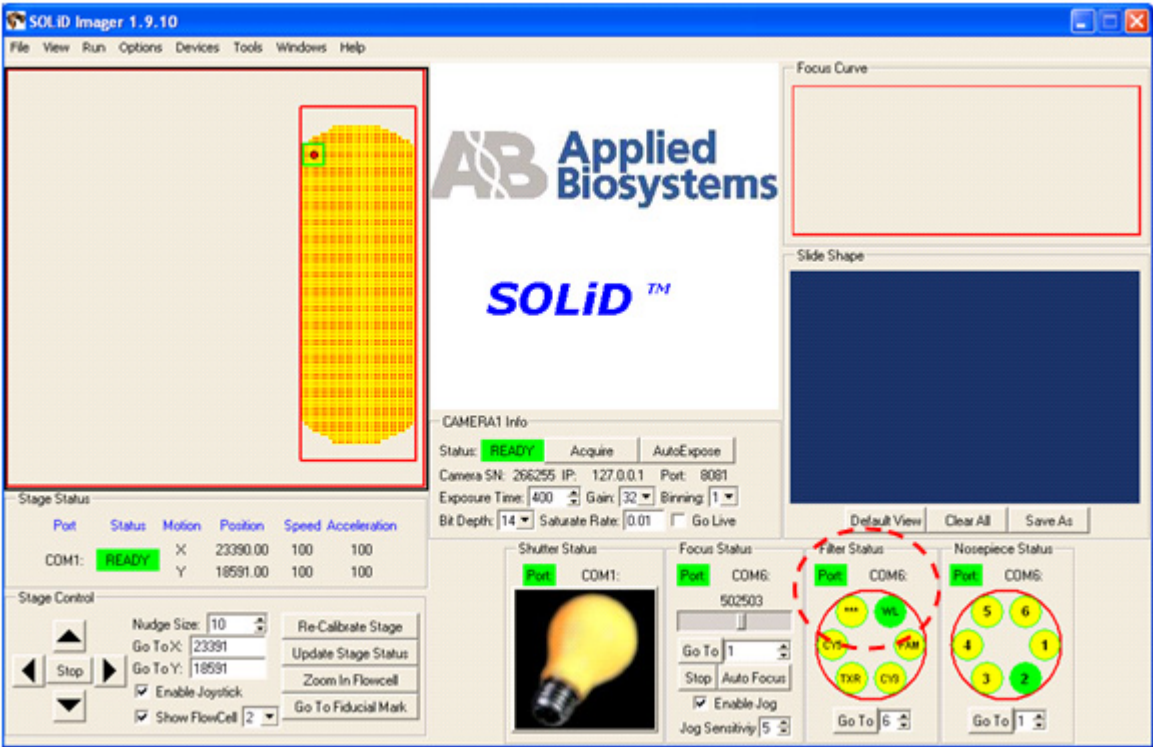 SOLiD Imager 1.9.10
File View Run Options Devices Tools Windows Help
Applied
Biosystems
SOLiD ™
Focus Curve
Slide Shape
Default View Clear All Save As
CAMERA1 Info
Status: READY Acquire AutoExpose
Camera SN: 266255 IP: 127.0.0.1 Port: 8081
Exposure Time: 400 Gain: 32 Binning: 1
Bit Depth: 14 Saturate Rate: 0.01 Go Live
Stage Status
Port Status Motion Position Speed Acceleration
COM1: READY X 23390.00 100 100
Y 18591.00 100 100
Stage Control
Stop
Nudge Size: 10
Go To X: 23391
Go To Y: 18591
Enable Joystick
Show FlowCell 2
Re-Calibrate Stage
Update Stage Status
Zoom In Flowcell
Go To Fiducial Mark
Shutter Status
Port COM1:
Focus Status
Port COM6:
502503
Go To 1
Stop Auto Focus
Enable Jog
Jog Sensitiviy 5
Filter Status
Port COM6:
*** WL
CY5 FAM
TXR CY3
Go To 6
Nosepiece Status
Port COM6:
5 6
4 1
3 2
Go To 1